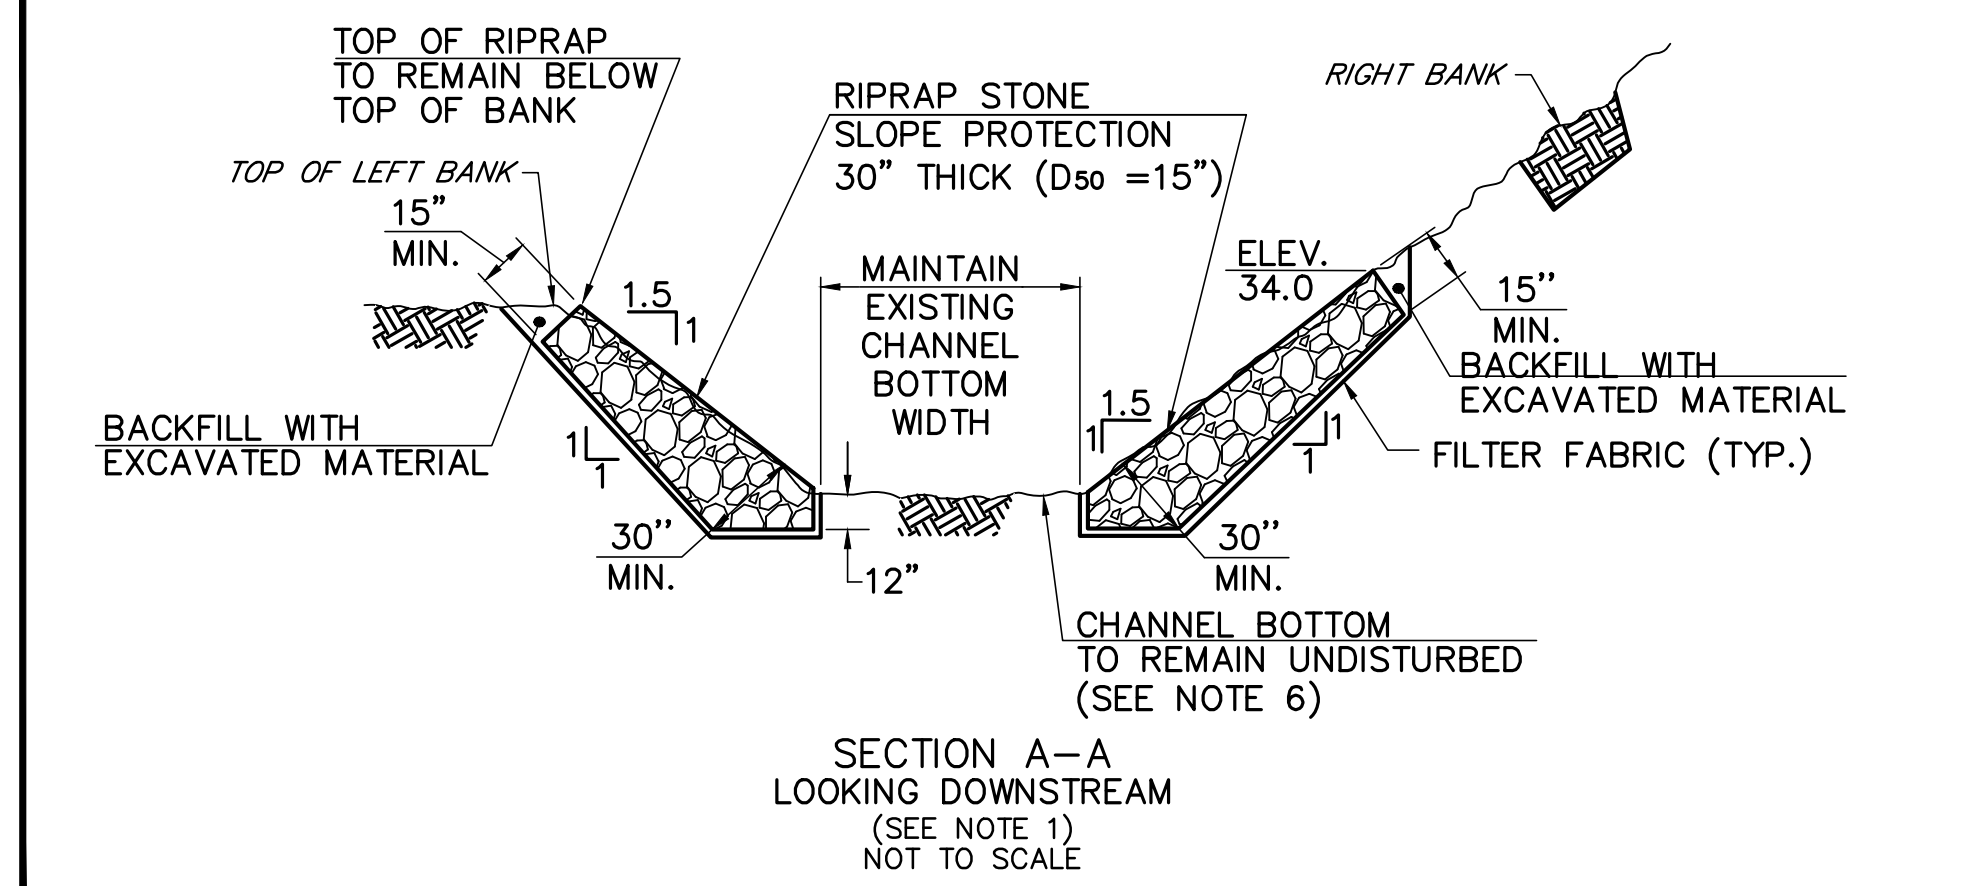 TOP OF RIPRAP
TO REMAIN BELOW
TOP OF BANK
TOP OF LEFT BANK
15"
MIN.
RIPRAP STONE
SLOPE PROTECTION
30" THICK (D50 =15")
RIGHT BANK
1.5
1
MAINTAIN
EXISTING
CHANNEL
BOTTOM
WIDTH
ELEV.
34.0
15"
MIN.
BACKFILL WITH
EXCAVATED MATERIAL
BACKFILL WITH
EXCAVATED MATERIAL
1
1
1.5
1
1
1
FILTER FABRIC (TYP.)
30"
MIN.
12"
30"
MIN.
CHANNEL BOTTOM
TO REMAIN UNDISTURBED
(SEE NOTE 6)
SECTION A-A
LOOKING DOWNSTREAM
(SEE NOTE 1)
NOT TO SCALE